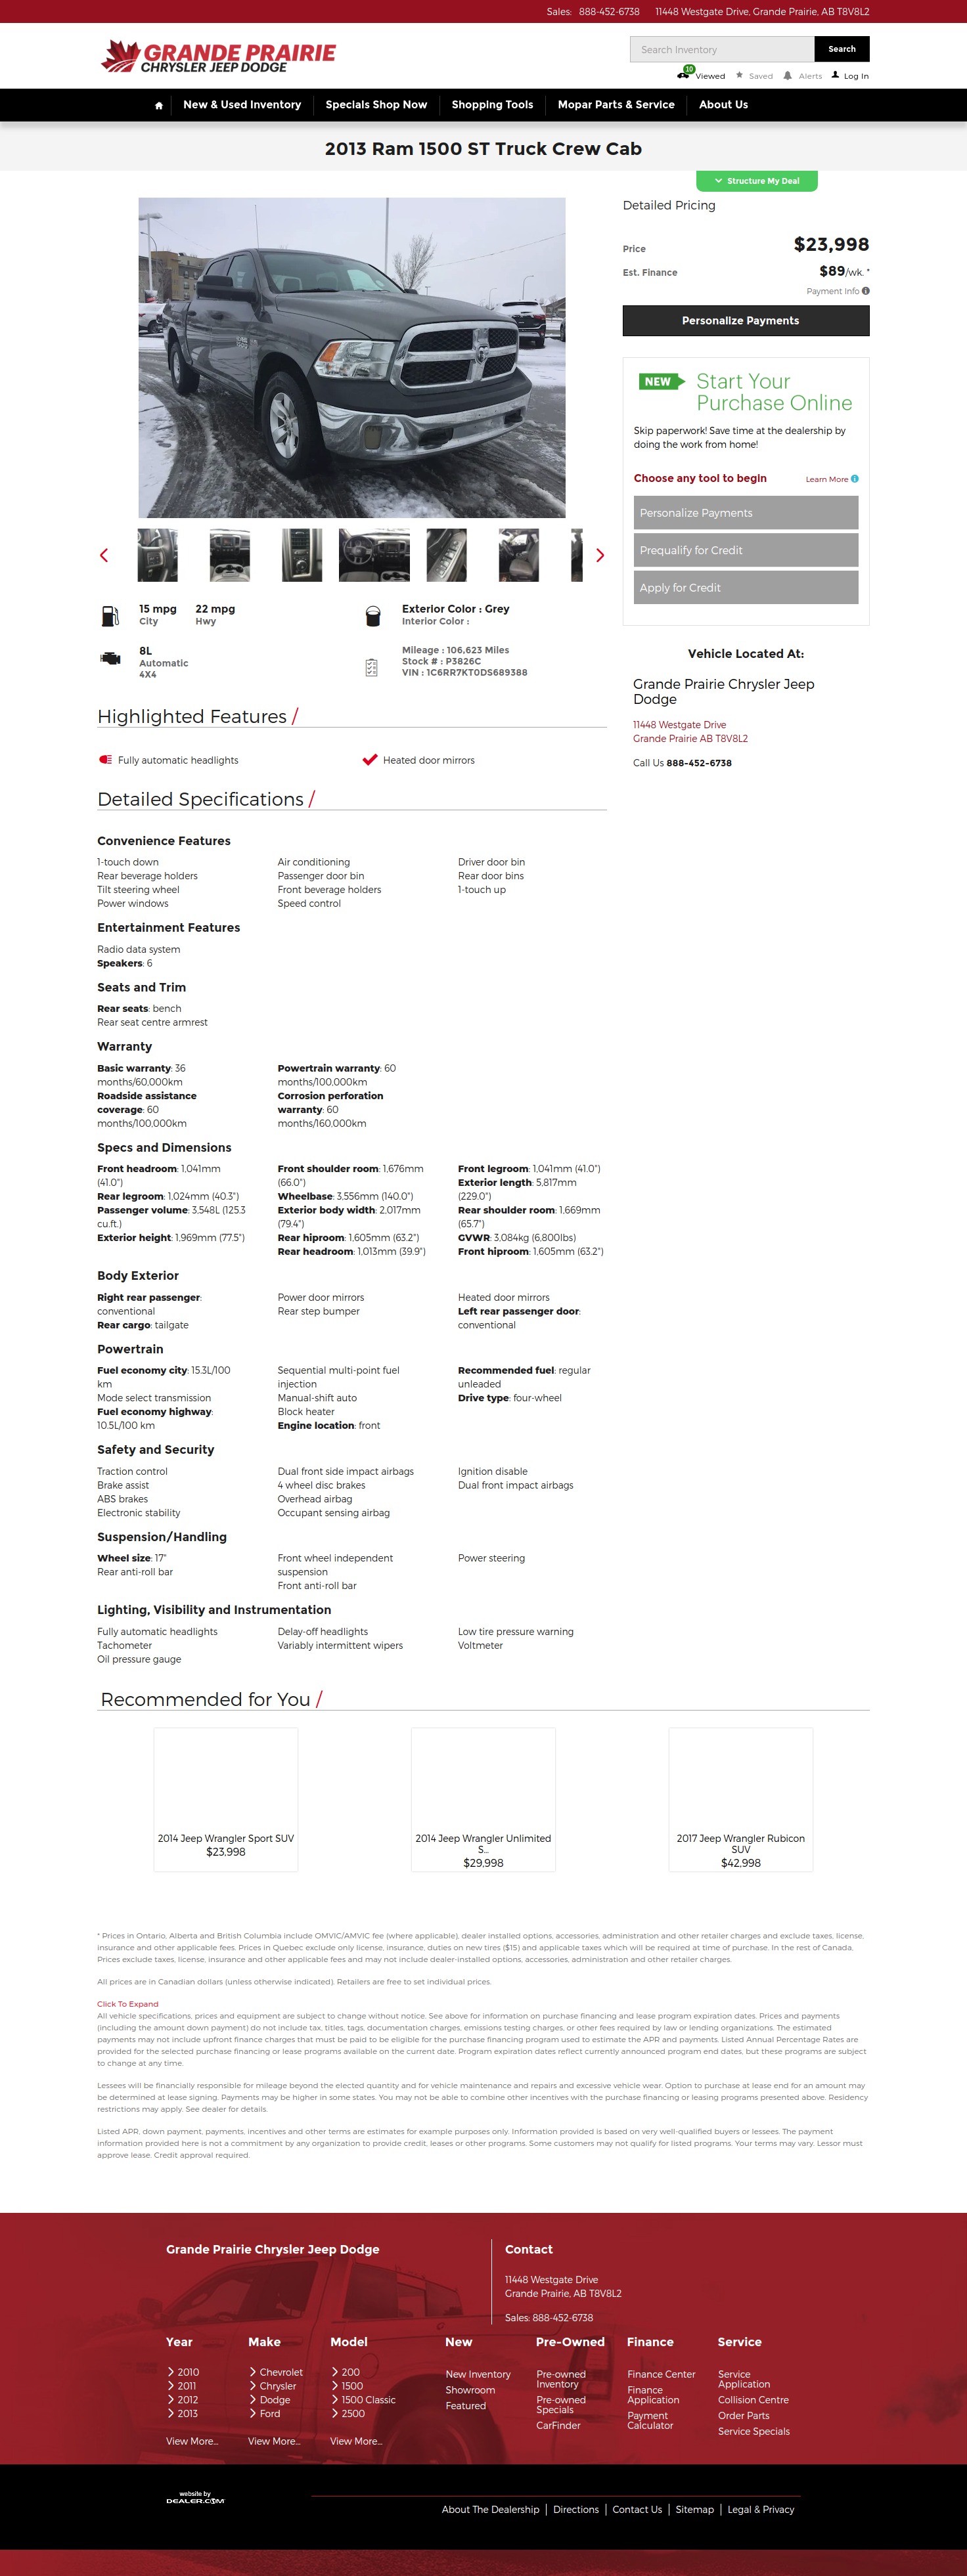 Sales: 888-452-6738 11448 Westgate Drive, Grande Prairie, AB T8V8L2
GRANDE PRAIRIE
CHRYSLER JEEP DODGE
Search Inventory
Search
10
Viewed
Saved
Alerts
Log In
New & Used Inventory
Specials Shop Now
Shopping Tools
Mopar Parts & Service
About Us
2013 Ram 1500 ST Truck Crew Cab
Structure My Deal
Detailed Pricing
Price $23,998
Est. Finance $89/wk. *
Payment Info
Personalize Payments
NEW Start Your
Purchase Online
Skip paperwork! Save time at the dealership by
doing the work from home!
Choose any tool to begin
Learn More
Personalize Payments
Prequalify for Credit
Apply for Credit
15 mpg 22 mpg
City Hwy
Exterior Color : Grey
Interior Color :
8L
Automatic
4X4
Mileage : 106,623 Miles
Stock # : P3826C
VIN : 1C6RR7KT0DS689388
Vehicle Located At:
Grande Prairie Chrysler Jeep
Dodge
11448 Westgate Drive
Grande Prairie AB T8V8L2
Call Us 888-452-6738
Highlighted Features /
Fully automatic headlights
Heated door mirrors
Detailed Specifications /
Convenience Features
1-touch down
Rear beverage holders
Tilt steering wheel
Power windows
Air conditioning
Passenger door bin
Front beverage holders
Speed control
Driver door bin
Rear door bins
1-touch up
Entertainment Features
Radio data system
Speakers: 6
Seats and Trim
Rear seats: bench
Rear seat centre armrest
Warranty
Basic warranty: 36
months/60,000km
Roadside assistance
coverage: 60
months/100,000km
Powertrain warranty: 60
months/100,000km
Corrosion perforation
warranty: 60
months/160,000km
Specs and Dimensions
Front headroom: 1,041mm
(41.0")
Rear legroom: 1,024mm (40.3")
Passenger volume: 3,548L (125.3
cu.ft.)
Exterior height: 1,969mm (77.5")
Front shoulder room: 1,676mm
(66.0")
Wheelbase: 3,556mm (140.0")
Exterior body width: 2,017mm
(79.4")
Rear hiproom: 1,605mm (63.2")
Rear headroom: 1,013mm (39.9")
Front legroom: 1,041mm (41.0")
Exterior length: 5,817mm
(229.0")
Rear shoulder room: 1,669mm
(65.7")
GVWR: 3,084kg (6,800lbs)
Front hiproom: 1,605mm (63.2")
Body Exterior
Right rear passenger:
conventional
Rear cargo: tailgate
Power door mirrors
Rear step bumper
Heated door mirrors
Left rear passenger door:
conventional
Powertrain
Fuel economy city: 15.3L/100
km
Mode select transmission
Fuel economy highway:
10.5L/100 km
Sequential multi-point fuel
injection
Manual-shift auto
Block heater
Engine location: front
Recommended fuel: regular
unleaded
Drive type: four-wheel
Safety and Security
Traction control
Brake assist
ABS brakes
Electronic stability
Dual front side impact airbags
4 wheel disc brakes
Overhead airbag
Occupant sensing airbag
Ignition disable
Dual front impact airbags
Suspension/Handling
Wheel size: 17"
Rear anti-roll bar
Front wheel independent
suspension
Front anti-roll bar
Power steering
Lighting, Visibility and Instrumentation
Fully automatic headlights
Tachometer
Oil pressure gauge
Delay-off headlights
Variably intermittent wipers
Low tire pressure warning
Voltmeter
Recommended for You /
2014 Jeep Wrangler Sport SUV
$23,998
2014 Jeep Wrangler Unlimited
S...
$29,998
2017 Jeep Wrangler Rubicon
SUV
$42,998
* Prices in Ontario, Alberta and British Columbia include OMVIC/AMVIC fee (where applicable), dealer installed options, accessories, administration and other retailer charges and exclude taxes, license,
insurance and other applicable fees. Prices in Quebec exclude only license, insurance, duties on new tires ($15) and applicable taxes which will be required at time of purchase. In the rest of Canada,
Prices exclude taxes, license, insurance and other applicable fees and may not include dealer-installed options, accessories, administration and other retailer charges.
All prices are in Canadian dollars (unless otherwise indicated). Retailers are free to set individual prices.
Click To Expand
All vehicle specifications, prices and equipment are subject to change without notice. See above for information on purchase financing and lease program expiration dates. Prices and payments
(including the amount down payment) do not include tax, titles, tags, documentation charges, emissions testing charges, or other fees required by law or lending organizations. The estimated
payments may not include upfront finance charges that must be paid to be eligible for the purchase financing program used to estimate the APR and payments. Listed Annual Percentage Rates are
provided for the selected purchase financing or lease programs available on the current date. Program expiration dates reflect currently announced program end dates, but these programs are subject
to change at any time.
Lessees will be financially responsible for mileage beyond the elected quantity and for vehicle maintenance and repairs and excessive vehicle wear. Option to purchase at lease end for an amount may
be determined at lease signing. Payments may be higher in some states. You may not be able to combine other incentives with the purchase financing or leasing programs presented above. Residency
restrictions may apply. See dealer for details.
Listed APR, down payment, payments, incentives and other terms are estimates for example purposes only. Information provided is based on very well-qualified buyers or lessees. The payment
information provided here is not a commitment by any organization to provide credit, leases or other programs. Some customers may not qualify for listed programs. Your terms may vary. Lessor must
approve lease. Credit approval required.
Grande Prairie Chrysler Jeep Dodge
Contact
11448 Westgate Drive
Grande Prairie, AB T8V8L2
Sales: 888-452-6738
Year
2010
2011
2012
2013
View More...
Make
Chevrolet
Chrysler
Dodge
Ford
View More...
Model
200
1500
1500 Classic
2500
View More...
New
New Inventory
Showroom
Featured
Pre-Owned
Pre-owned
Inventory
Pre-owned
Specials
CarFinder
Finance
Finance Center
Finance
Application
Payment
Calculator
Service
Service
Application
Collision Centre
Order Parts
Service Specials
website by
DEALER.COM
About The Dealership | Directions | Contact Us | Sitemap | Legal & Privacy